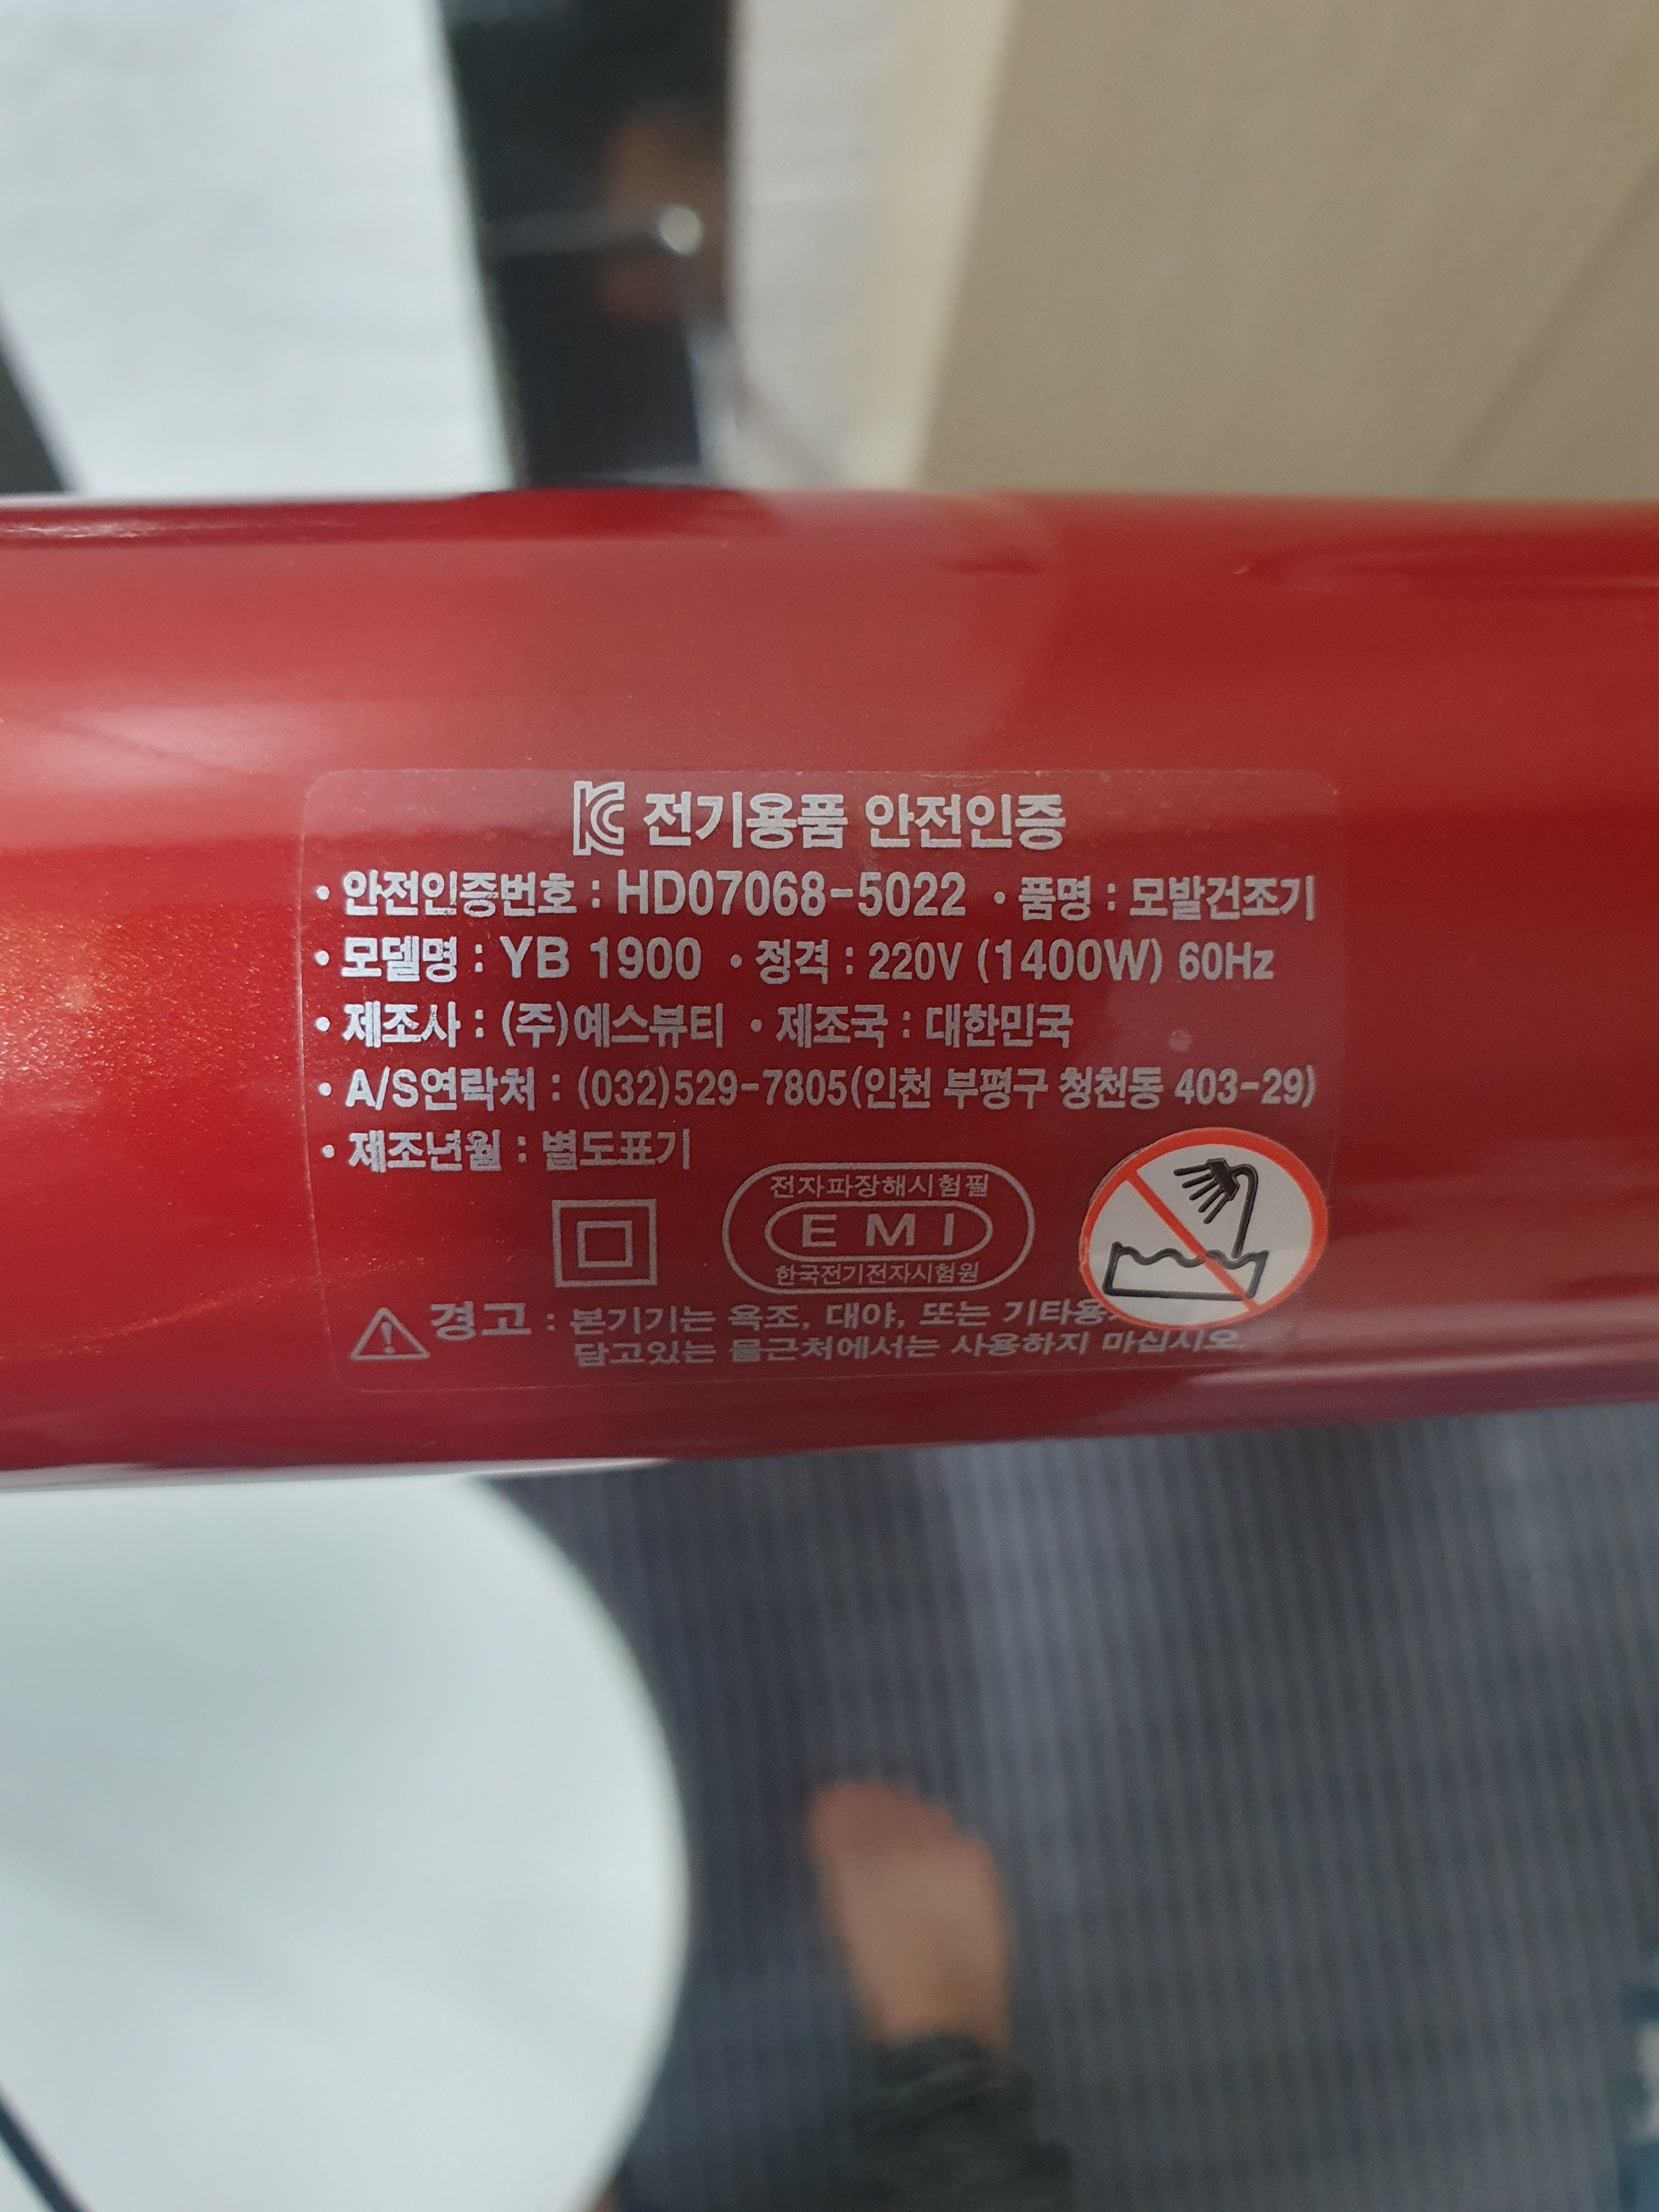 KC 전기용품 안전인증
· 안전인증번호 : HD07068-5022 · 품명 : 모발건조기
· 모델명 : YB 1900 · 정격 : 220V (1400W) 60Hz
· 제조사 : (주)에스뷰티 · 제조국 : 대한민국
· A/S연락처 : (032)529-7805(인천 부평구 청천동 403-29)
· 제조년월 : 별도표기
전자파장해시험필
EMI
한국전기전자시험원
경고 : 본기기는 욕조, 대야, 또는
담고있는 물근처에서는 사용하지 마십시오.